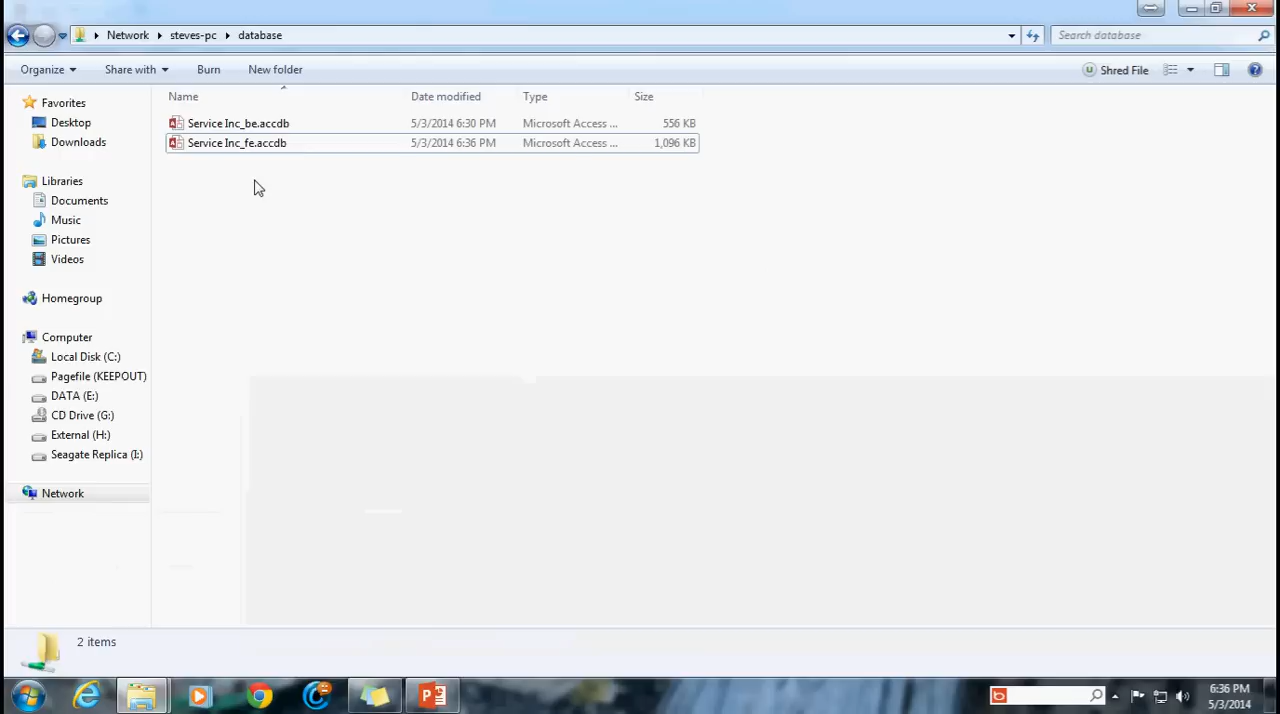 Network steves-pc database
Search database
Organize Share with Burn New folder Shred File
Name Date modified Type Size
Service Inc_be.accdb 5/3/2014 6:30 PM Microsoft Access ... 556 KB
Service Inc_fe.accdb 5/3/2014 6:36 PM Microsoft Access ... 1,096 KB
Favorites
Desktop
Downloads
Libraries
Documents
Music
Pictures
Videos
Homegroup
Computer
Local Disk (C:)
Pagefile (KEEPOUT)
DATA (E:)
CD Drive (G:)
External (H:)
Seagate Replica (I:)
Network
2 items
6:36 PM
5/3/2014